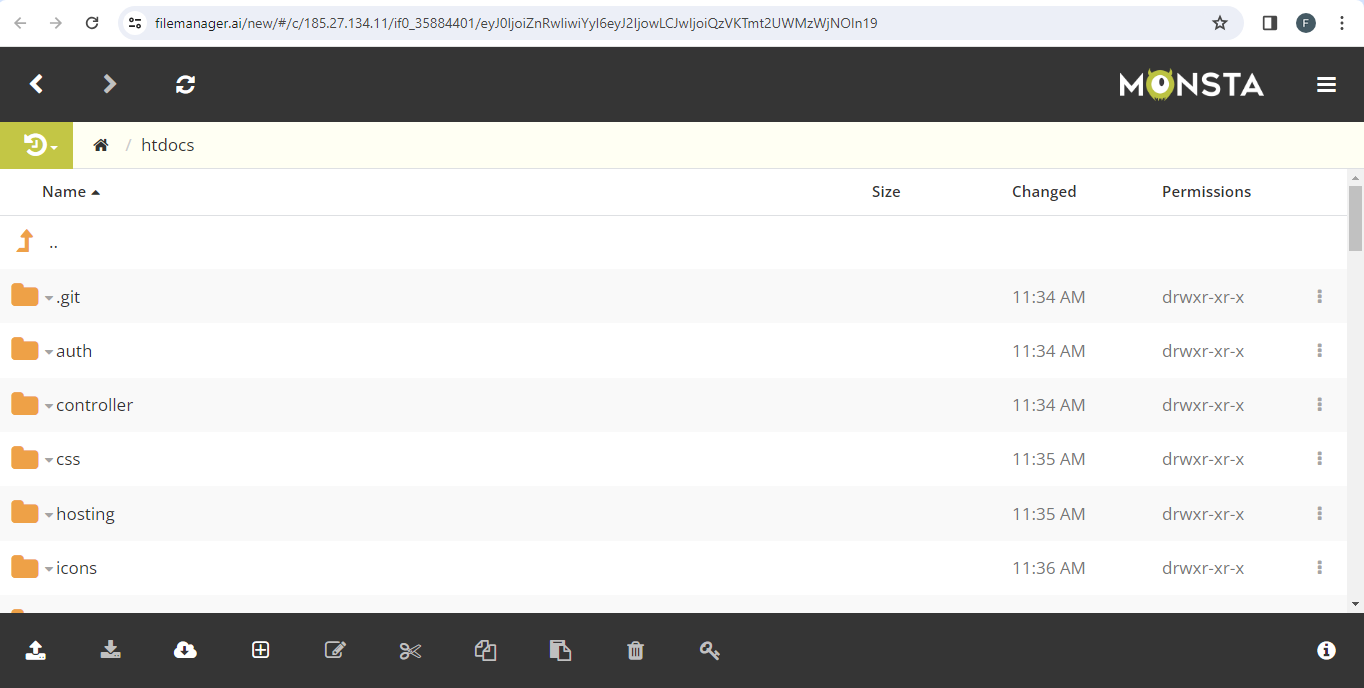 filemanager.ai/new/#/c/185.27.134.11/if0_35884401/eyJ0IjoiZnRwIiwiYyI6eyJ2IjowLCJwIjoiQzVKTmt2UWMzWjNOIn19
F
MONSTA
/ htdocs
Name Size Changed Permissions
..
.git 11:34 AM drwxr-xr-x
auth 11:34 AM drwxr-xr-x
controller 11:34 AM drwxr-xr-x
css 11:35 AM drwxr-xr-x
hosting 11:35 AM drwxr-xr-x
icons 11:36 AM drwxr-xr-x